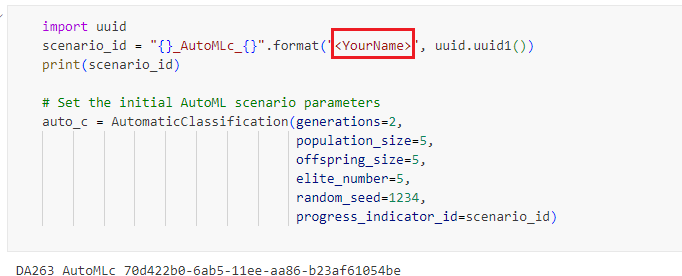 import uuid
scenario_id = "{}_AutoMLc_{}".format("<YourName>", uuid.uuid1())
print(scenario_id)
# Set the initial AutoML scenario parameters
auto_c = AutomaticClassification(generations=2,
population_size=5,
offspring_size=5,
elite_number=5,
random_seed=1234,
progress_indicator_id=scenario_id)
DA263_AutoMLc_70d422b0-6ab5-11ee-aa86-b23af61054be